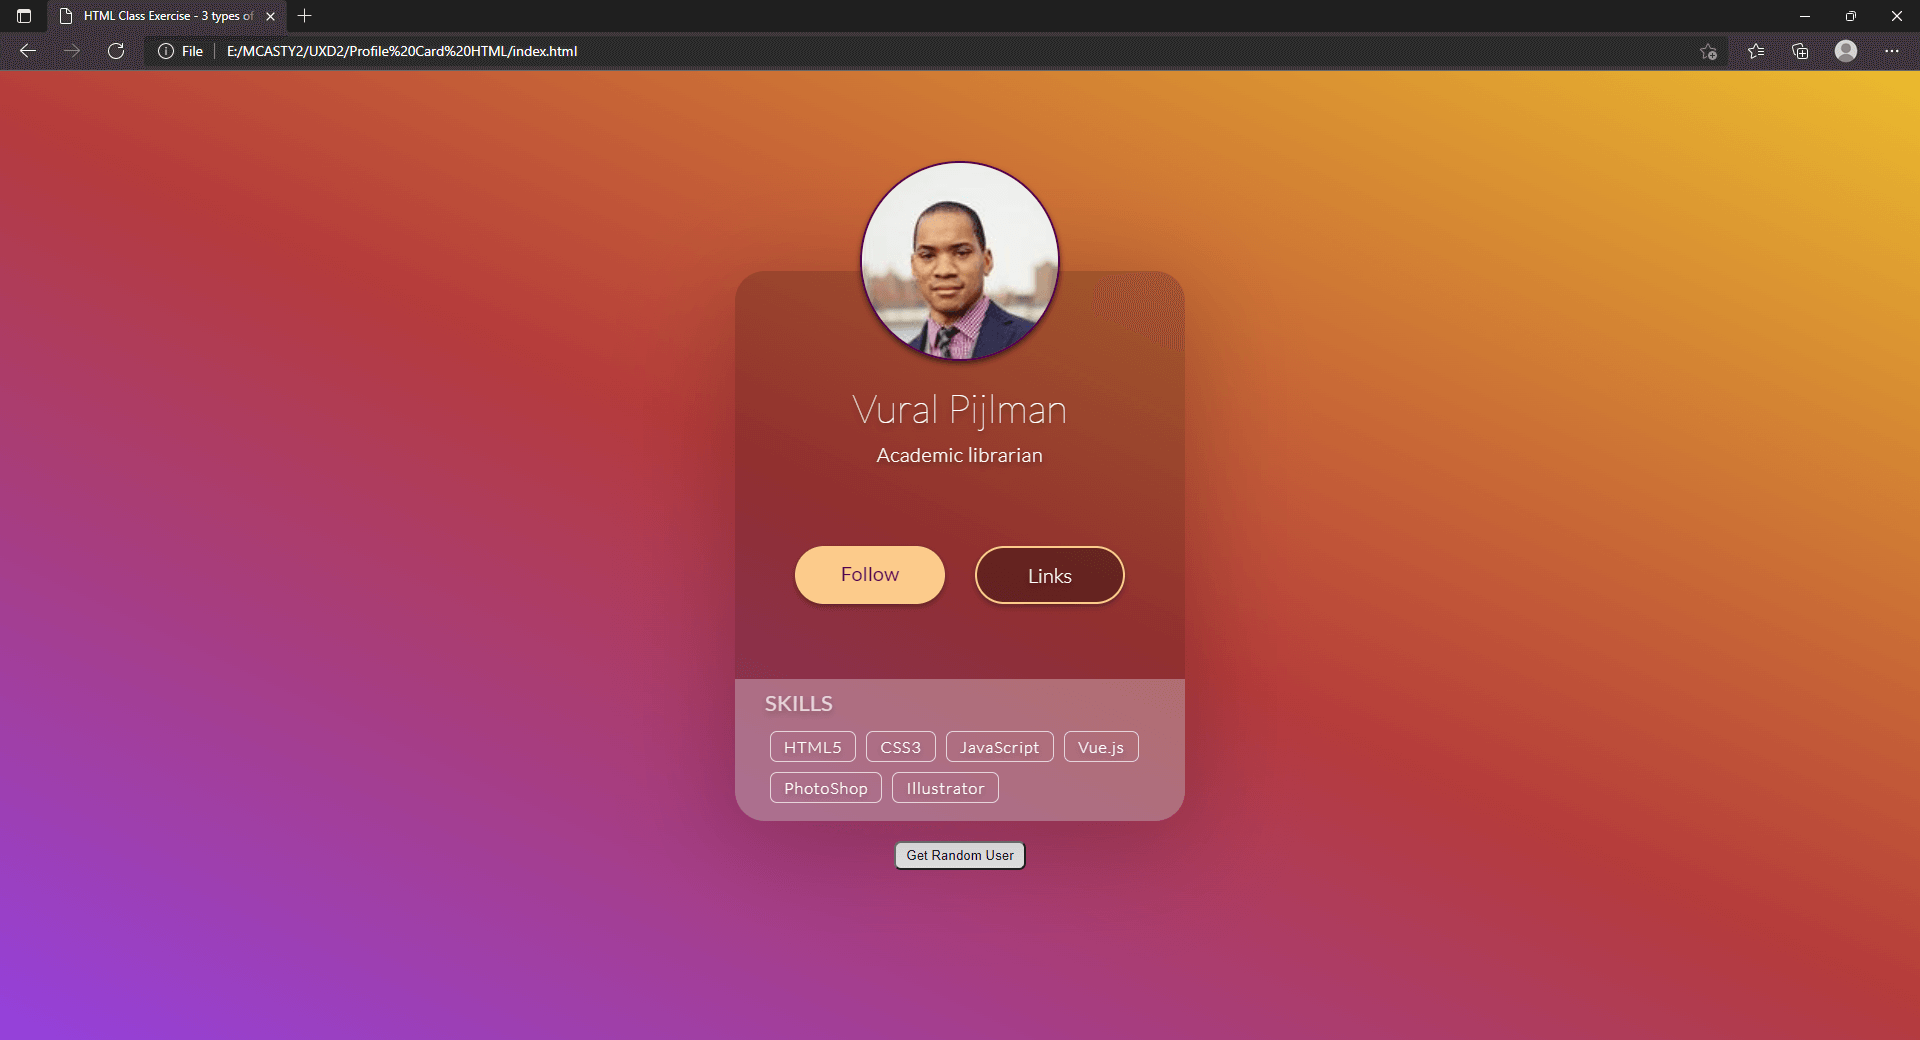 HTML Class Exercise - 3 types of
File E:/MCASTY2/UXD2/Profile%20Card%20HTML/index.html
Vural Pijlman
Academic librarian
Follow Links
SKILLS
HTML5 CSS3 JavaScript Vue.js
PhotoShop Illustrator
Get Random User